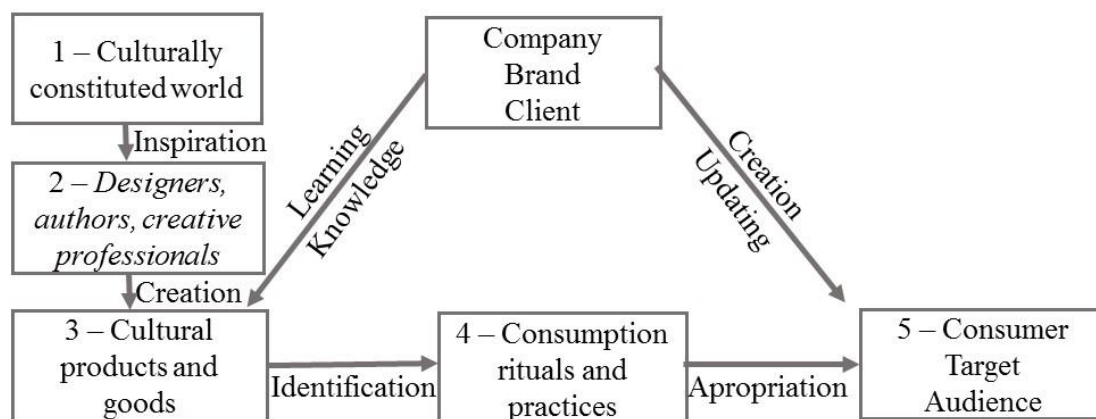 1 – Culturally
constituted world
Inspiration
2 – Designers,
authors, creative
professionals
Creation
3 – Cultural
products and
goods
Company
Brand
Client
Learning
Knowledge
Creation
Updating
Identification
4 – Consumption
rituals and
practices
Apropriation
5 – Consumer
Target
Audience